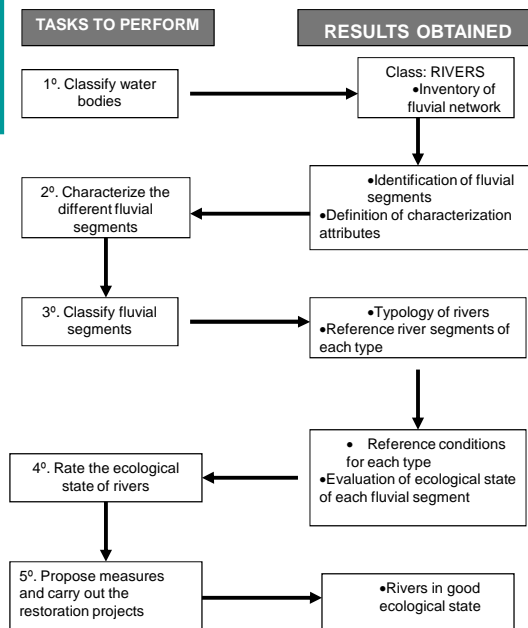 TASKS TO PERFORM
RESULTS OBTAINED
1º. Classify water
bodies
Class: RIVERS
•Inventory of
fluvial network
•Identification of fluvial
segments
•Definition of characterization
attributes
2º. Characterize the
different fluvial
segments
3º. Classify fluvial
segments
•Typology of rivers
•Reference river segments of
each type
• Reference conditions
for each type
•Evaluation of ecological state
of each fluvial segment
4º. Rate the ecological
state of rivers
5º. Propose measures
and carry out the
restoration projects
•Rivers in good
ecological state